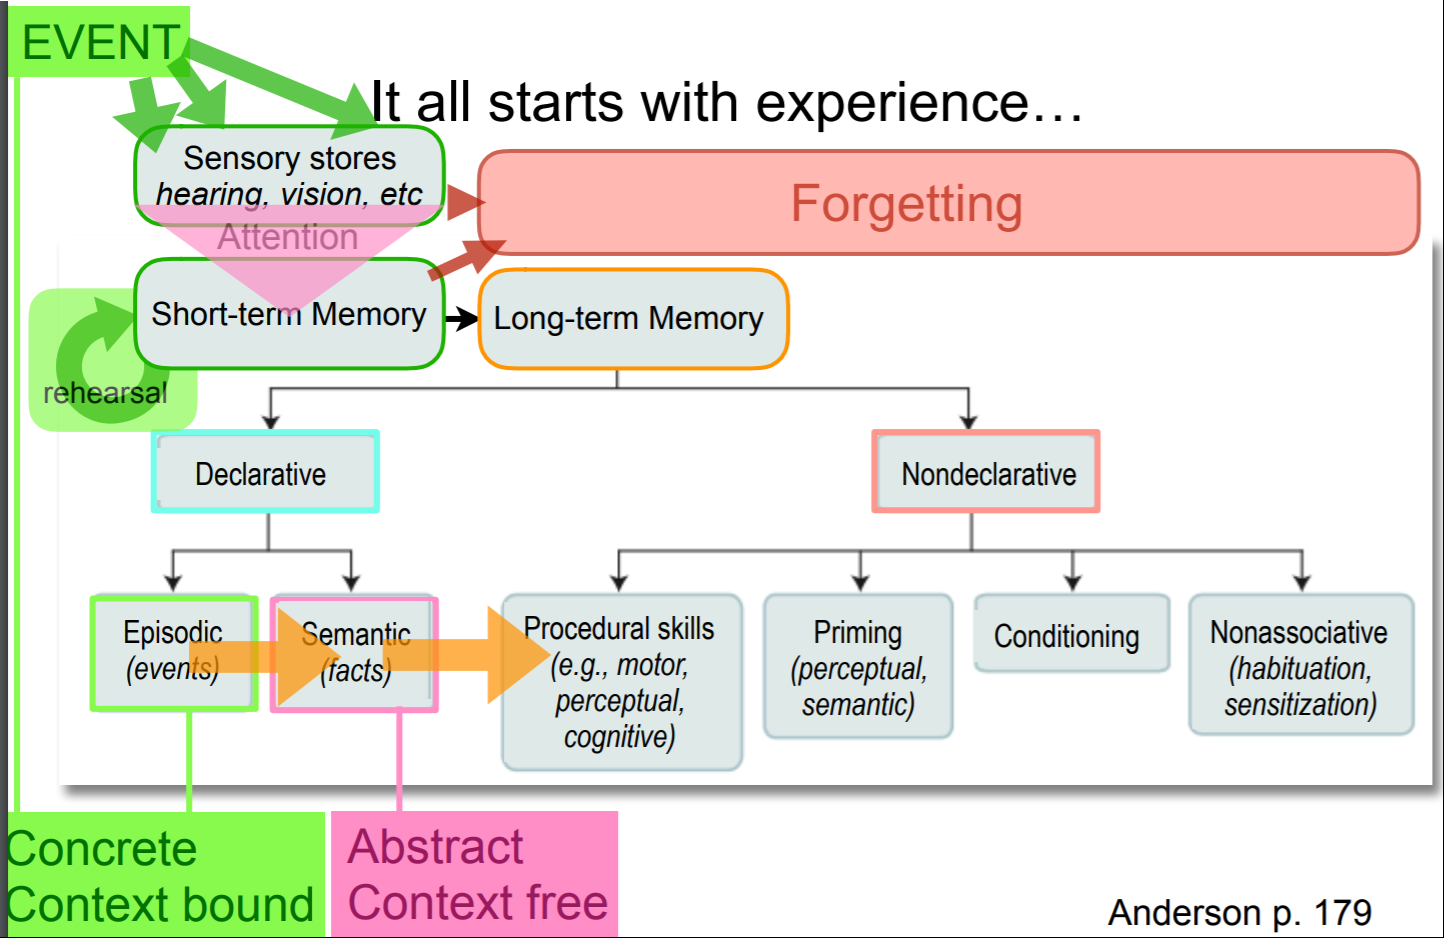 EVENT
It all starts with experience…
Sensory stores
hearing, vision, etc
Forgetting
Attention
Short-term Memory
Long-term Memory
rehearsal
Declarative
Nondeclarative
Episodic
(events)
Semantic
(facts)
Procedural skills
(e.g., motor,
perceptual,
cognitive)
Priming
(perceptual,
semantic)
Conditioning
Nonassociative
(habituation,
sensitization)
Concrete
Context bound
Abstract
Context free
Anderson p. 179